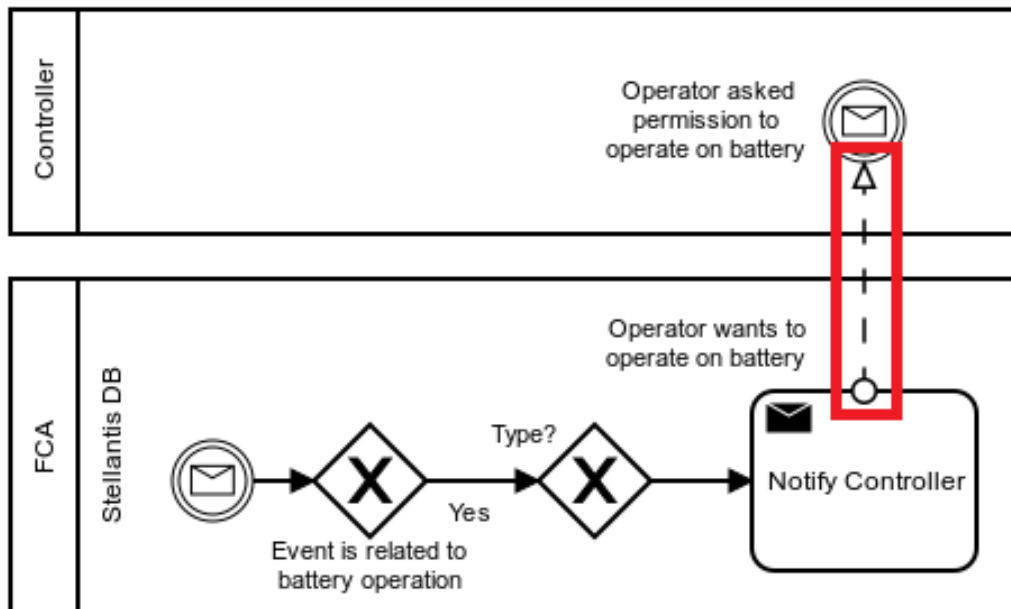 Controller
Operator asked
permission to
operate on battery
FCA
Stellantis DB
Operator wants to
operate on battery
Type?
Yes
Event is related to
battery operation
Notify Controller